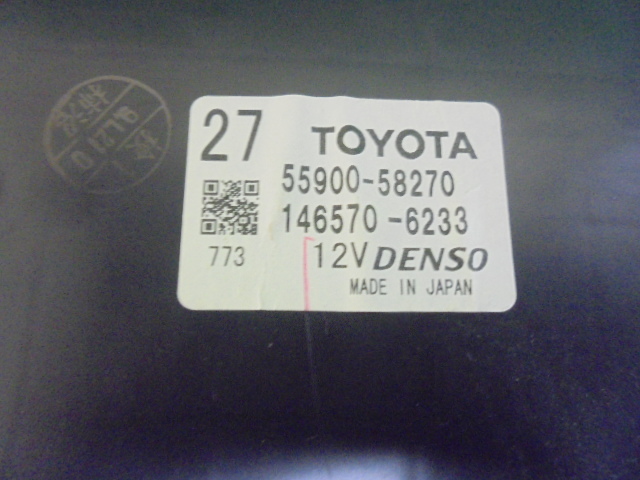 27
TOYOTA
55900-58270
146570-6233
773
12V DENSO
MADE IN JAPAN